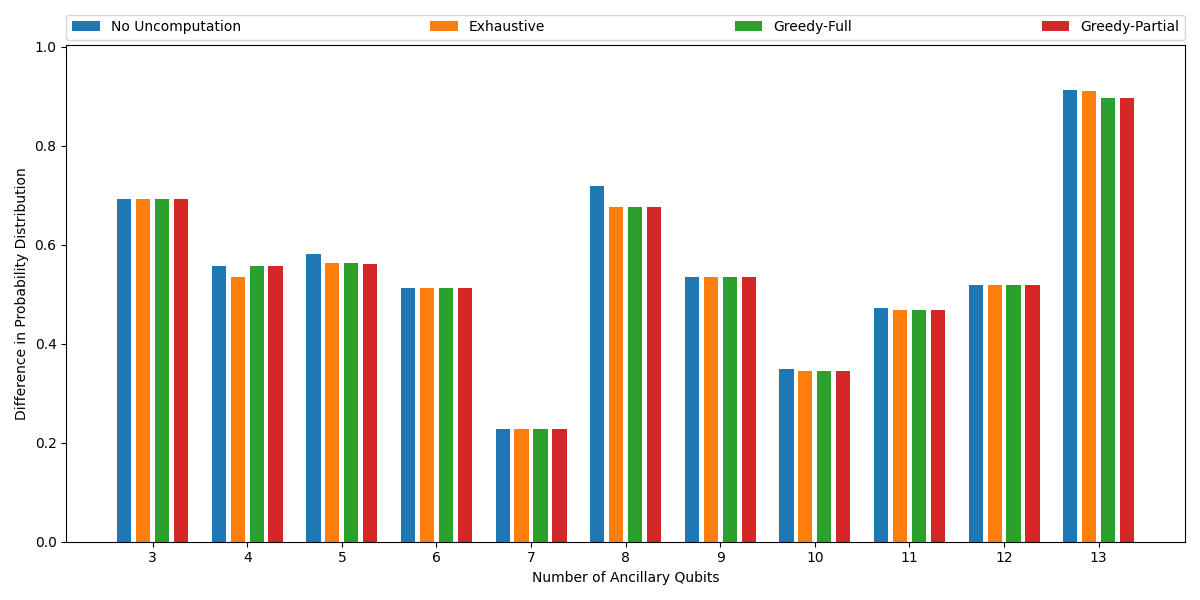 No Uncomputation Exhaustive Greedy-Full Greedy-Partial
1.0
0.8
0.6
0.4
0.2
0.0
Difference in Probability Distribution
3 4 5 6 7 8 9 10 11 12 13
Number of Ancillary Qubits